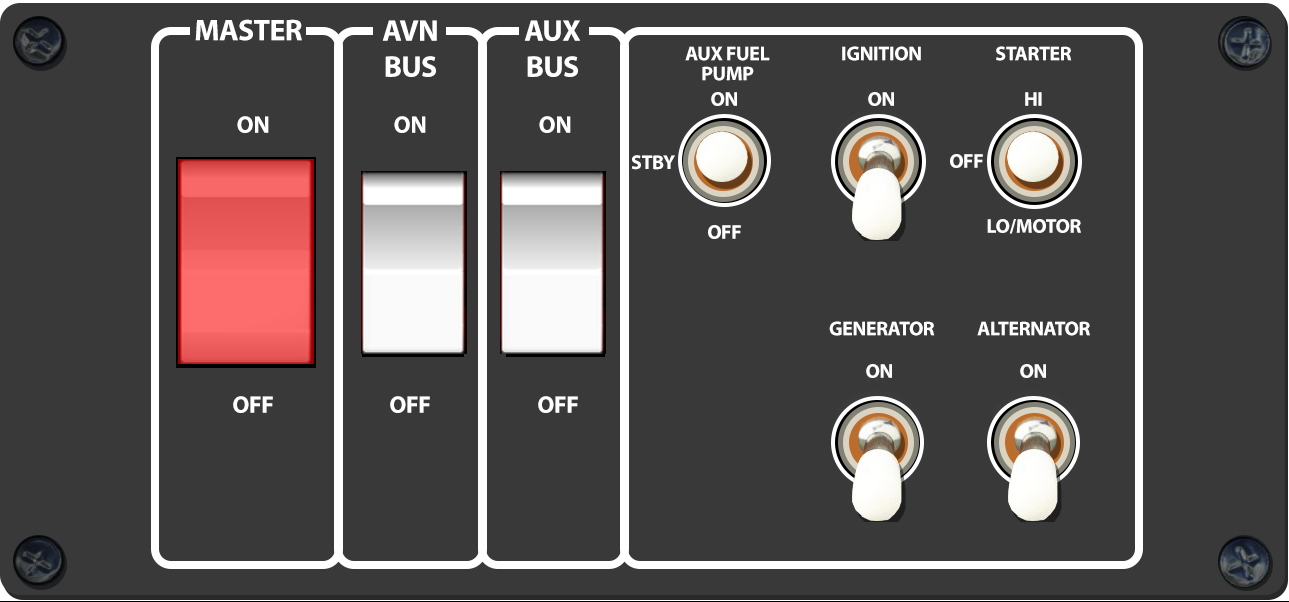 MASTER
ON
OFF
AVN
BUS
ON
OFF
AUX
BUS
ON
OFF
AUX FUEL
PUMP
ON
STBY
OFF
IGNITION
ON
STARTER
HI
OFF
LO/MOTOR
GENERATOR
ON
ALTERNATOR
ON